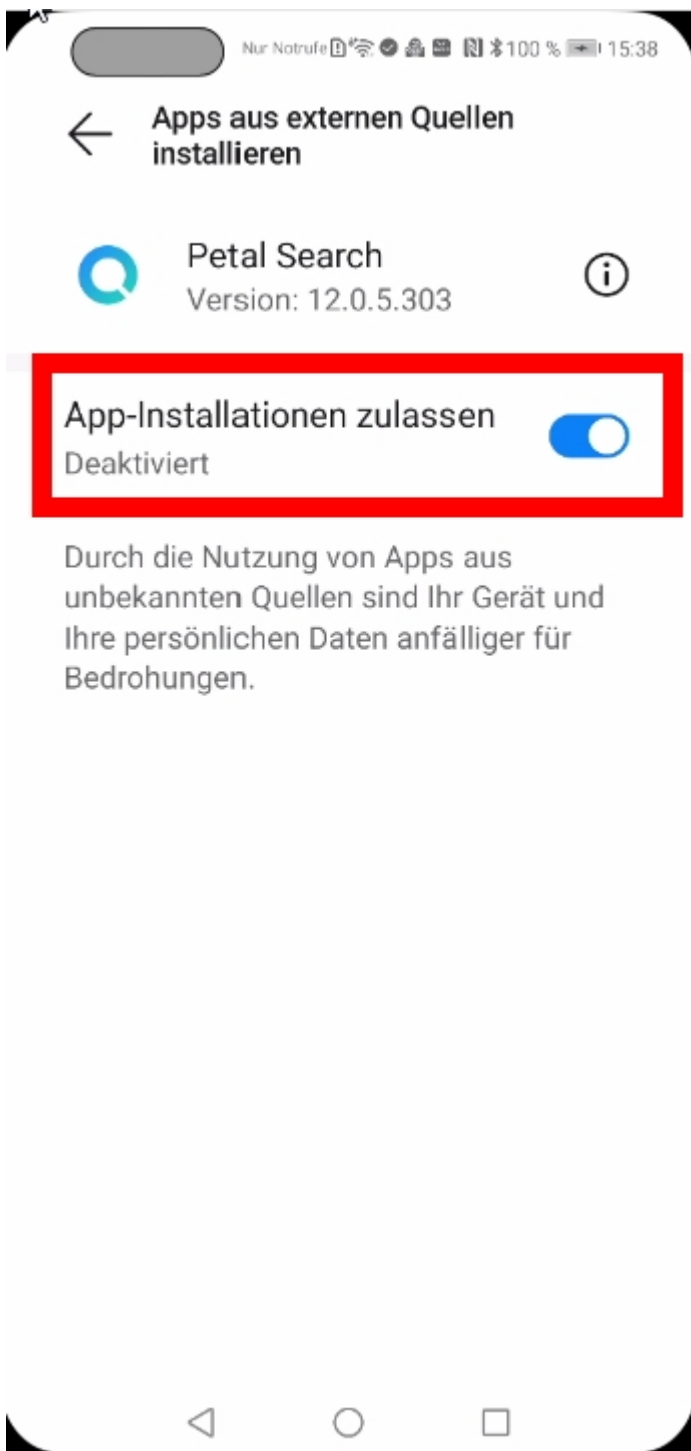 Nur Notrufe 100 % 15:38
Apps aus externen Quellen
installieren
Petal Search
Version: 12.0.5.303
App-Installationen zulassen
Deaktiviert
Durch die Nutzung von Apps aus
unbekannten Quellen sind Ihr Gerät und
Ihre persönlichen Daten anfälliger für
Bedrohungen.